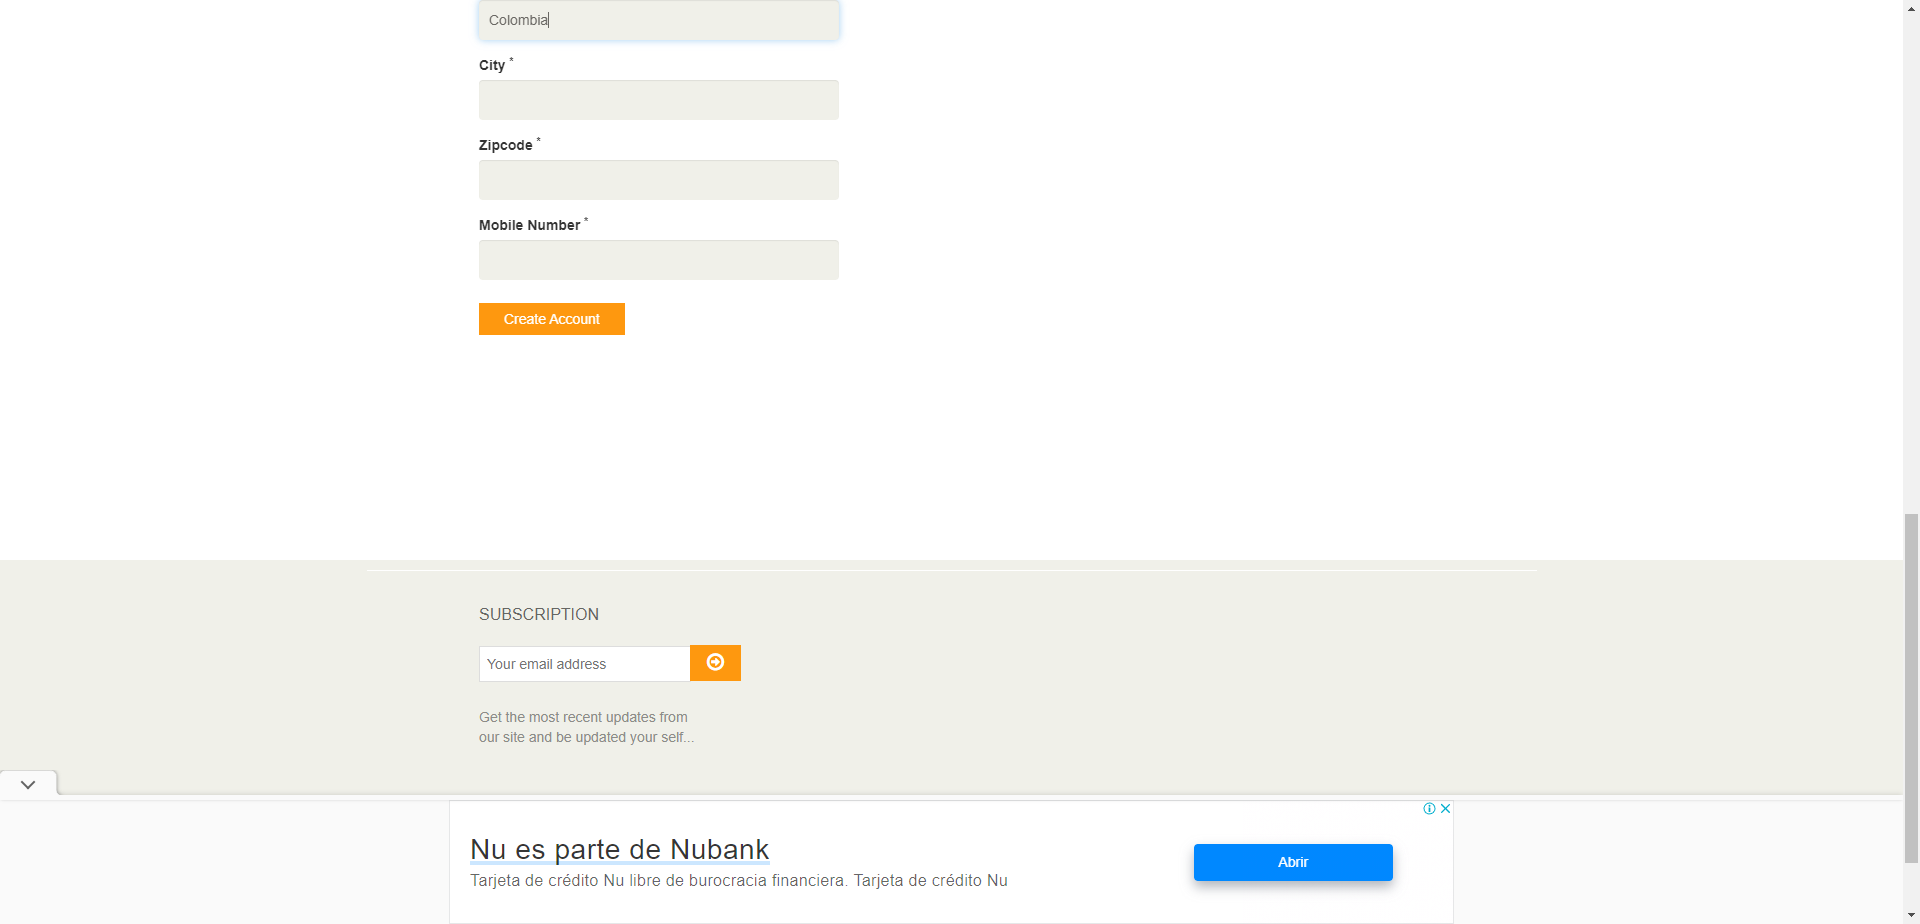 Colombia
City *
Zipcode *
Mobile Number *
Create Account
SUBSCRIPTION
Your email address
Get the most recent updates from
our site and be updated your self...
Nu es parte de Nubank
Tarjeta de crédito Nu libre de burocracia financiera. Tarjeta de crédito Nu
Abrir